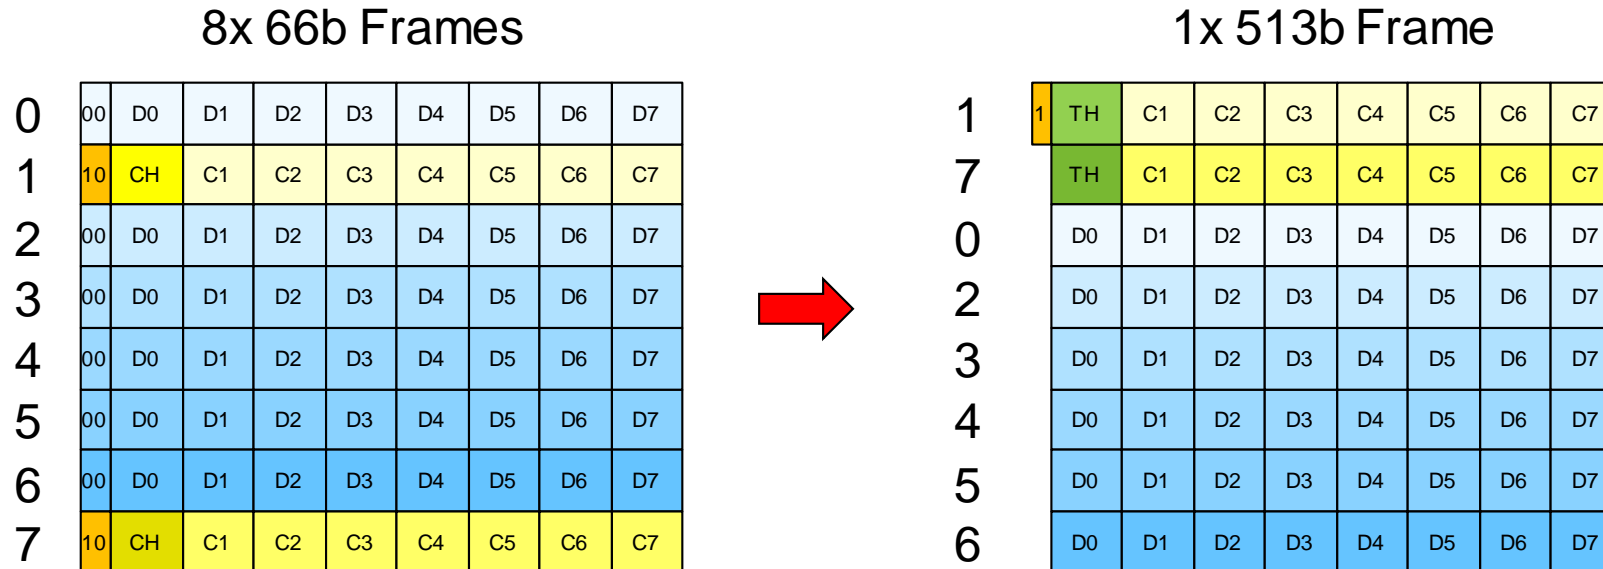 8x 66b Frames 1x 513b Frame
0 00 D0 D1 D2 D3 D4 D5 D6 D7 1 1 TH C1 C2 C3 C4 C5 C6 C7
1 10 CH C1 C2 C3 C4 C5 C6 C7 7 TH C1 C2 C3 C4 C5 C6 C7
2 00 D0 D1 D2 D3 D4 D5 D6 D7 0 D0 D1 D2 D3 D4 D5 D6 D7
3 00 D0 D1 D2 D3 D4 D5 D6 D7 2 D0 D1 D2 D3 D4 D5 D6 D7
4 00 D0 D1 D2 D3 D4 D5 D6 D7 3 D0 D1 D2 D3 D4 D5 D6 D7
5 00 D0 D1 D2 D3 D4 D5 D6 D7 4 D0 D1 D2 D3 D4 D5 D6 D7
6 00 D0 D1 D2 D3 D4 D5 D6 D7 5 D0 D1 D2 D3 D4 D5 D6 D7
7 10 CH C1 C2 C3 C4 C5 C6 C7 6 D0 D1 D2 D3 D4 D5 D6 D7